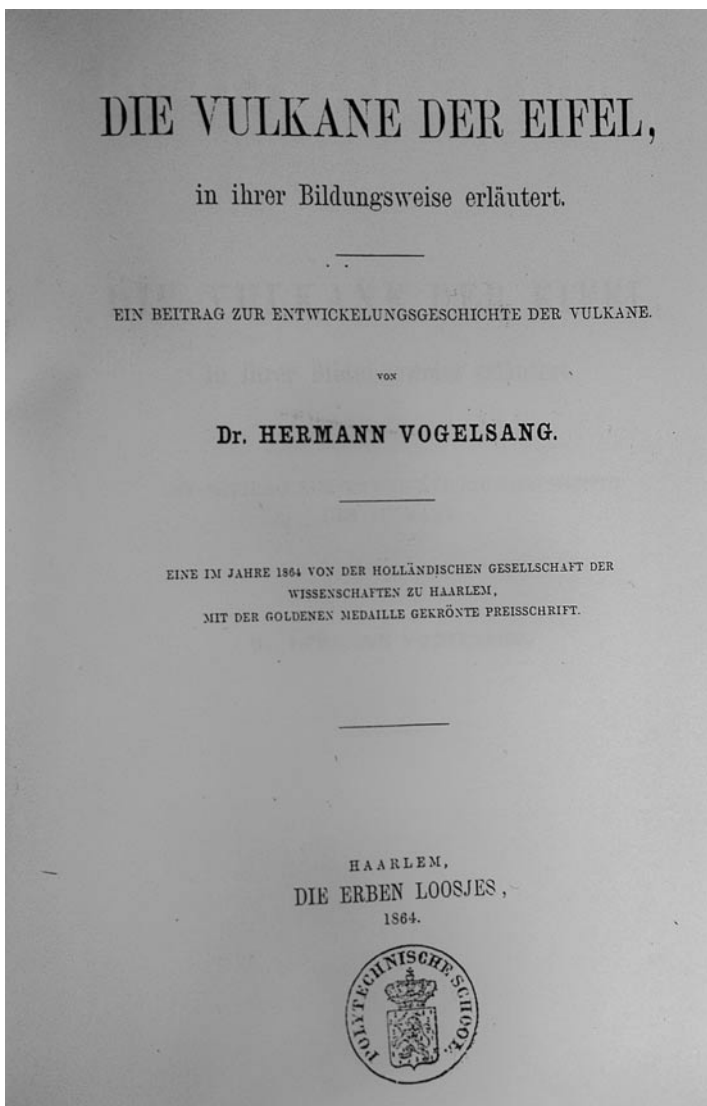 DIE VULKANE DER EIFEL,
in ihrer Bildungsweise erläutert.
EIN BEITRAG ZUR ENTWICKELUNGSGESCHICHTE DER VULKANE.
VON
Dr. HERMANN VOGELSANG.
EINE IM JAHRE 1864 VON DER HOLLÄNDISCHEN GESELLSCHAFT DER
WISSENSCHAFTEN ZU HAARLEM,
MIT DER GOLDENEN MEDAILLE GEKRÖNTE PREISSCHRIFT.
HAARLEM,
DIE ERBEN LOOSJES,
1864.
POLYTECHNISCHE SCHOOL.